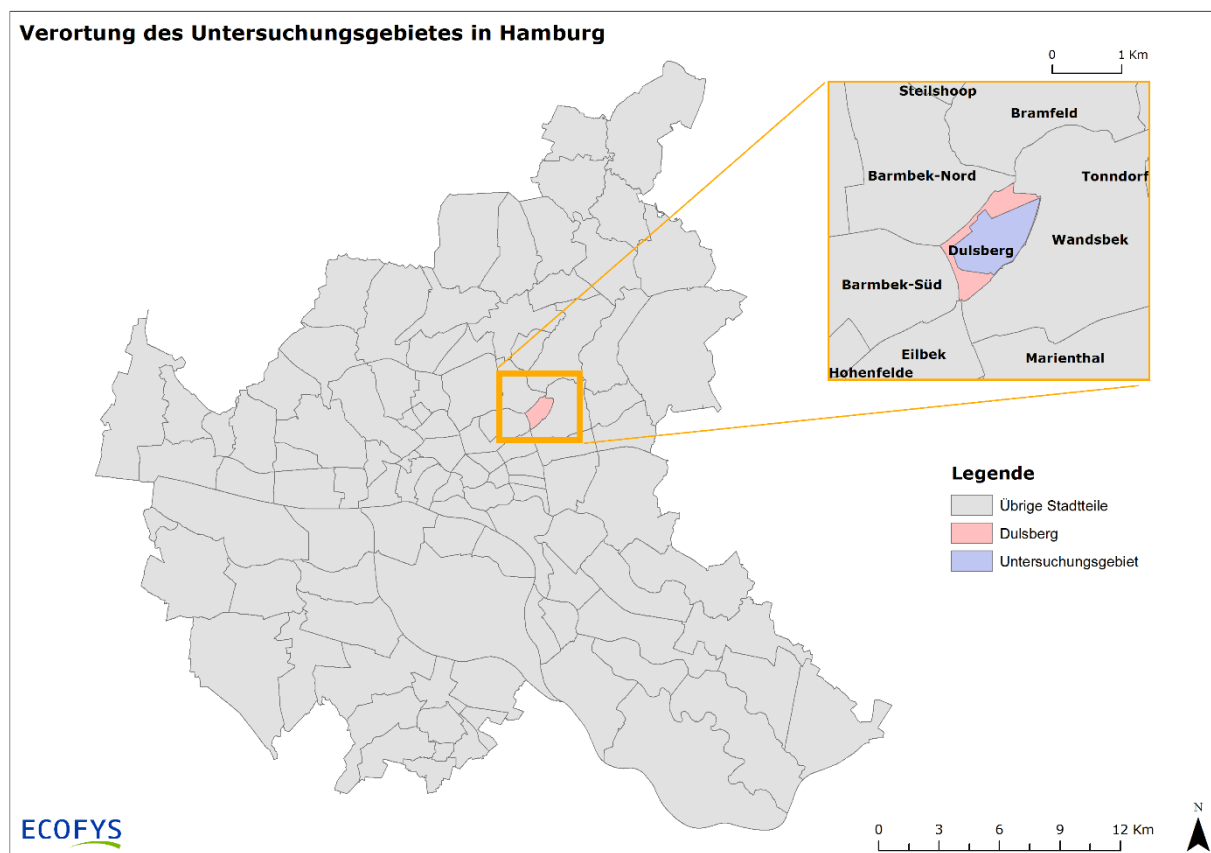 Verortung des Untersuchungsgebietes in Hamburg
0 1 Km
Steilshoop
Bramfeld
Barmbek-Nord
Tonndorf
Wandsbek
Dulsberg
Barmbek-Süd
Eilbek
Marienthal
Hohenfelde
Legende
Übrige Stadtteile
Dulsberg
Untersuchungsgebiet
ECOFYS
0 3 6 9 12 Km
N